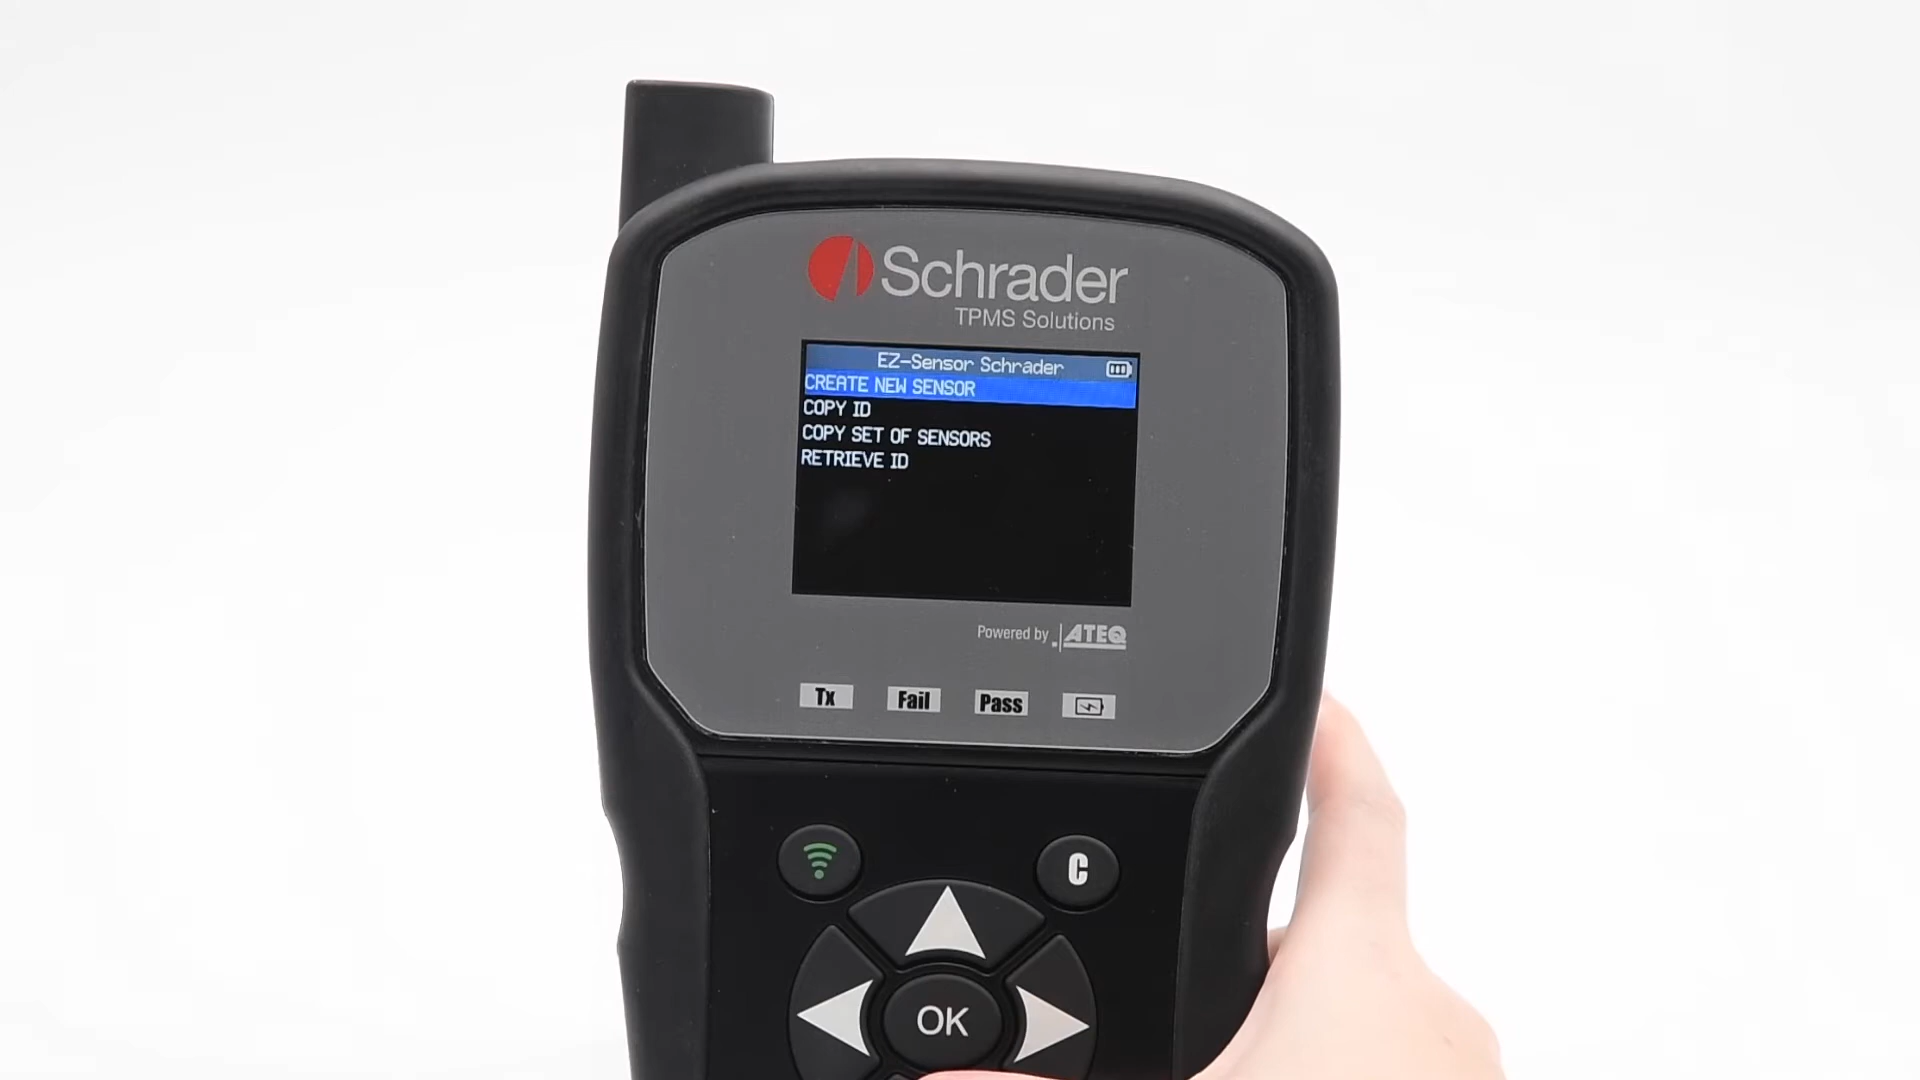 Schrader
TPMS Solutions
EZ-Sensor Schrader
CREATE NEW SENSOR
COPY ID
COPY SET OF SENSORS
RETRIEVE ID
Powered by ATEQ
Tx Fail Pass
C
OK